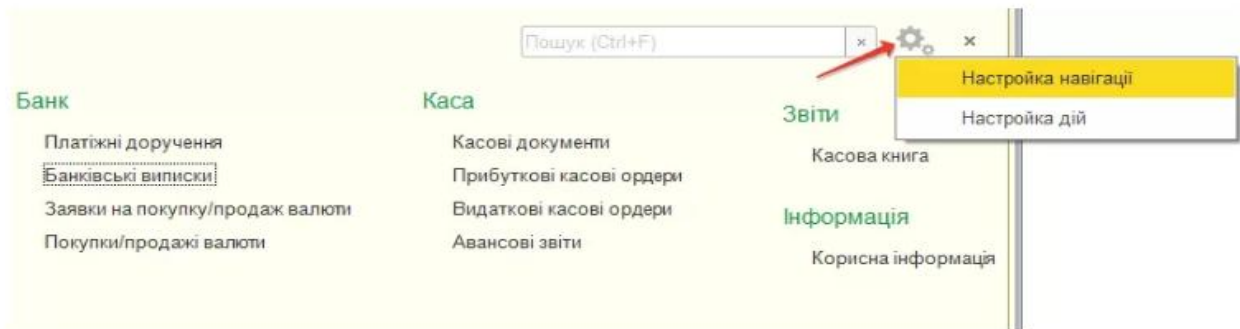 Пошук (Ctrl+F)
Настройка навігації
Настройка дій
Банк
Платіжні доручення
Банківські виписки
Заявки на покупку/продаж валюти
Покупки/продажі валюти
Каса
Касові документи
Прибуткові касові ордери
Видаткові касові ордери
Авансові звіти
Звіти
Касова книга
Інформація
Корисна інформація